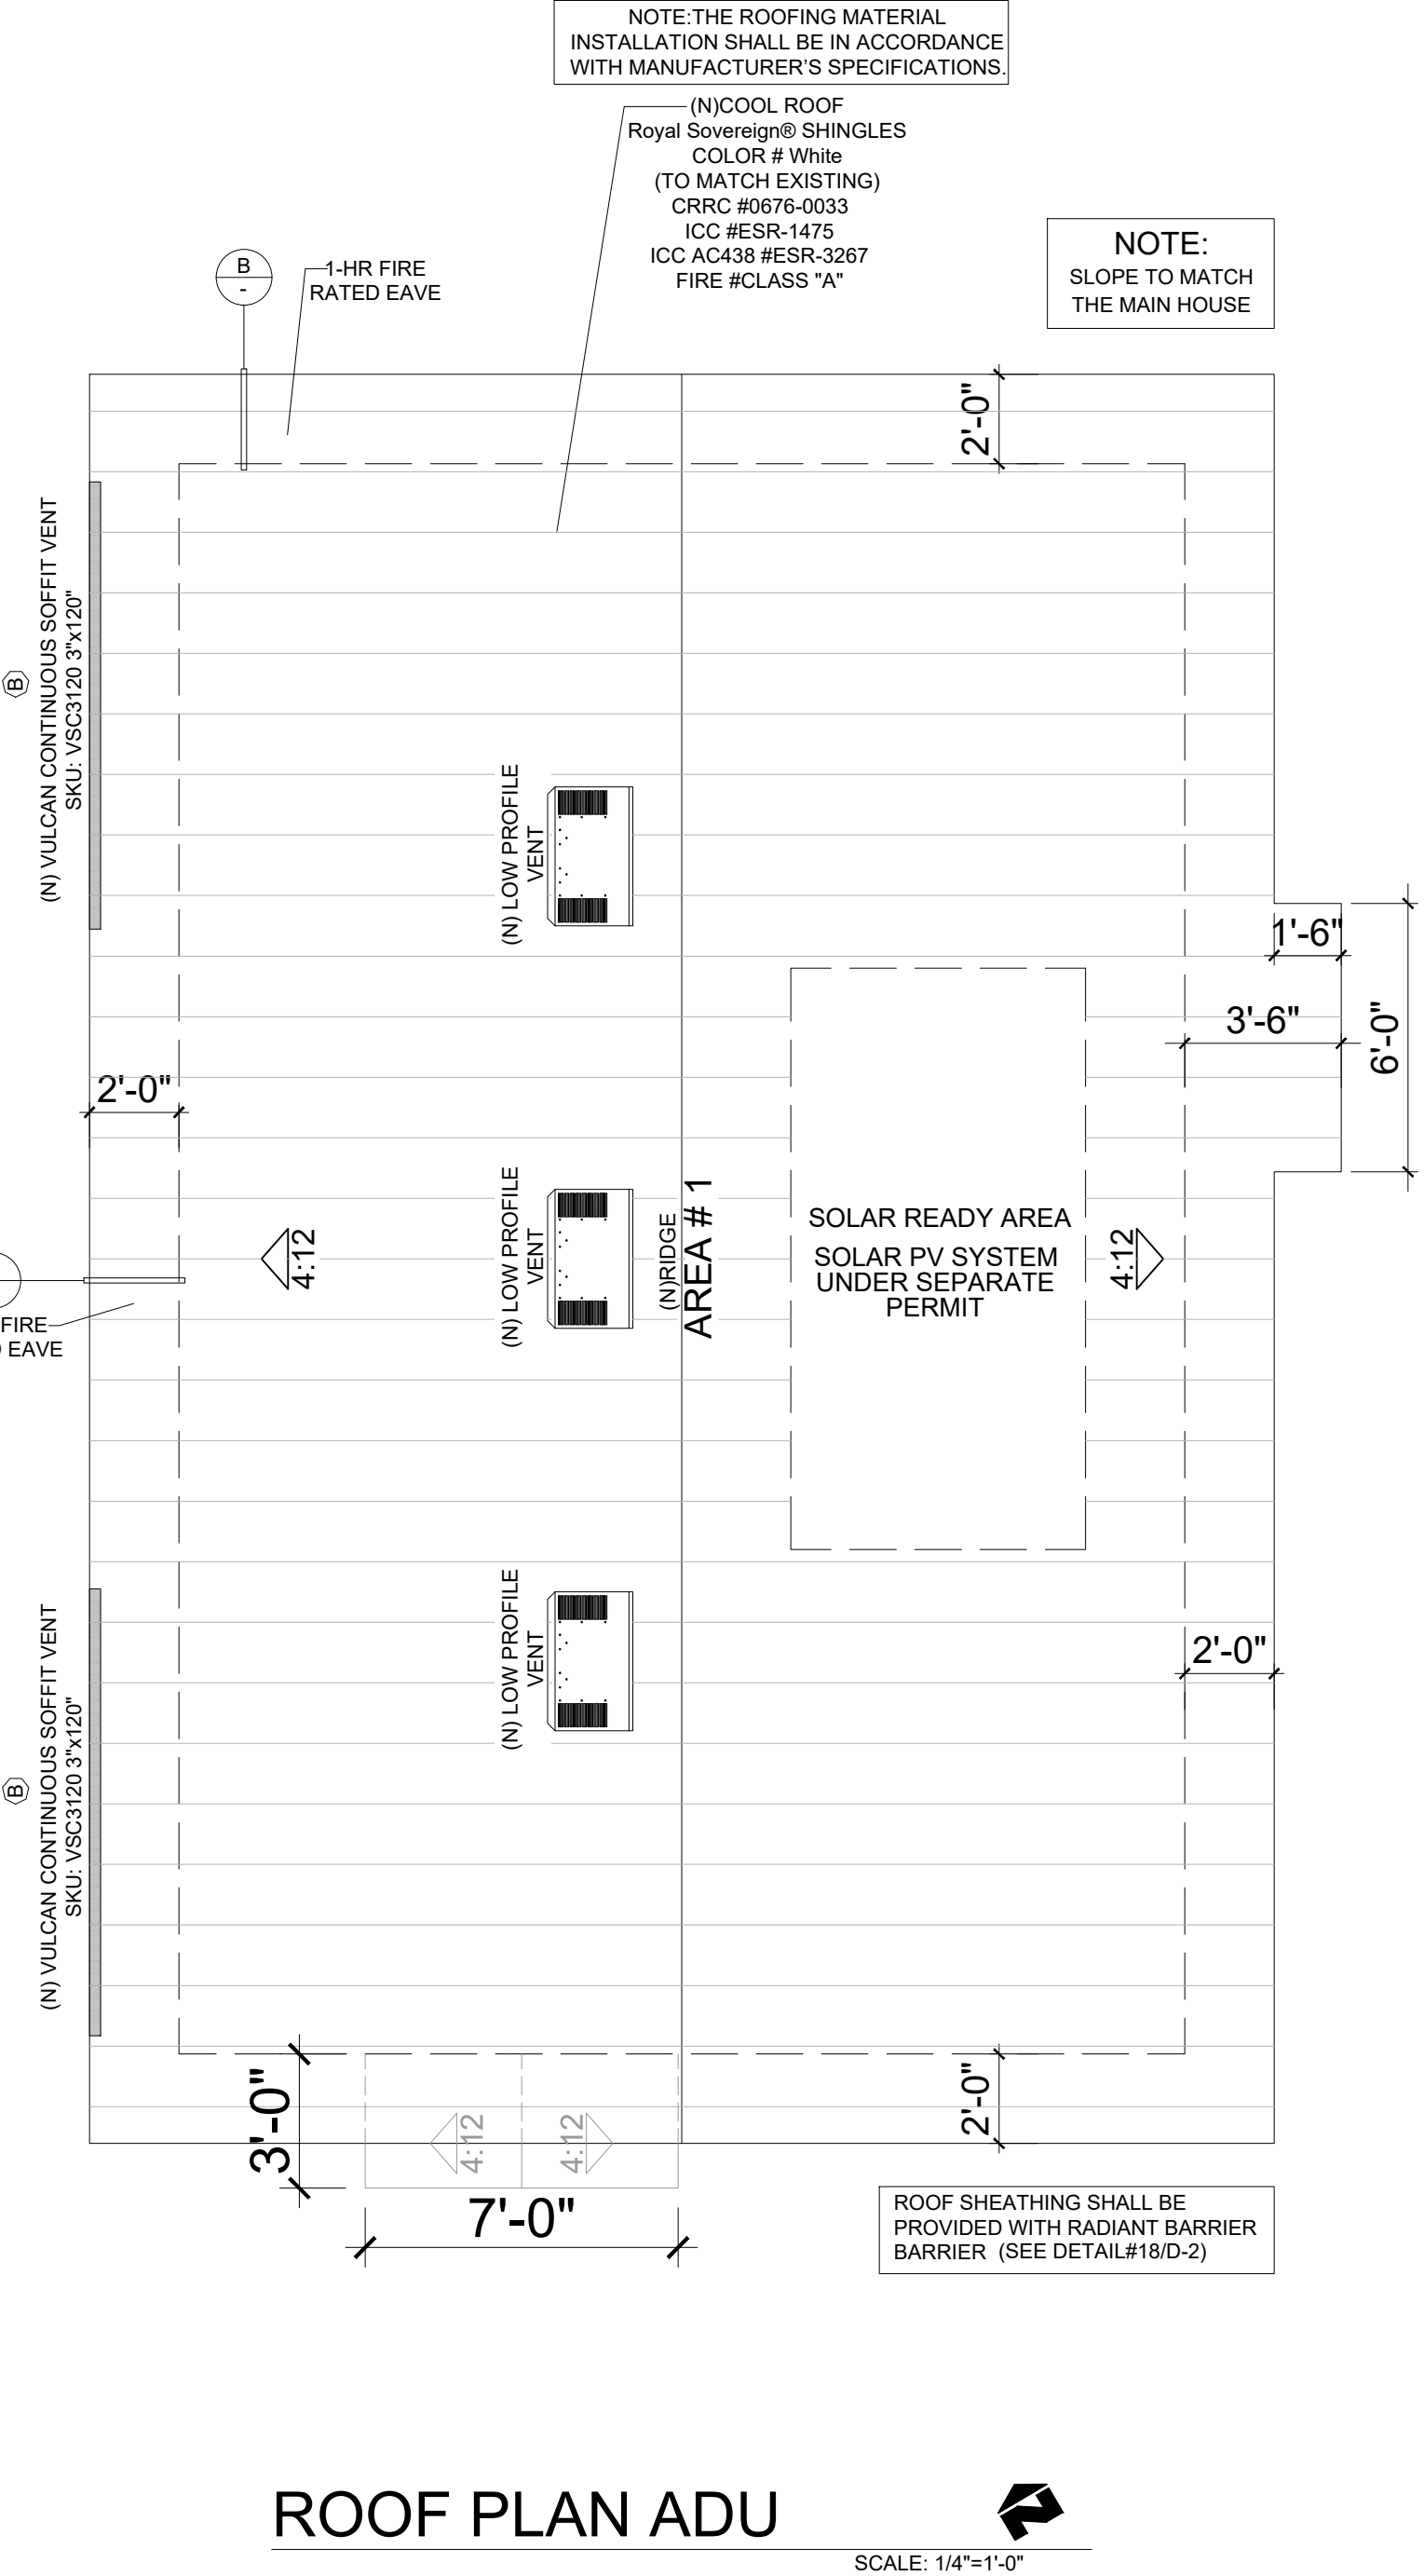 NOTE:THE ROOFING MATERIAL
INSTALLATION SHALL BE IN ACCORDANCE
WITH MANUFACTURER'S SPECIFICATIONS.
(N)COOL ROOF
Royal Sovereign® SHINGLES
COLOR # White
(TO MATCH EXISTING)
CRRC #0676-0033
ICC #ESR-1475
ICC AC438 #ESR-3267
FIRE #CLASS "A"
NOTE:
SLOPE TO MATCH
THE MAIN HOUSE
B
-
1-HR FIRE
RATED EAVE
2'-0"
B
(N) VULCAN CONTINUOUS SOFFIT VENT
SKU: VSC3120 3"x120"
(N) LOW PROFILE
VENT
1'-6"
3'-6"
6'-0"
2'-0"
(N) LOW PROFILE
VENT
(N)RIDGE
AREA # 1
SOLAR READY AREA
SOLAR PV SYSTEM
UNDER SEPARATE
PERMIT
4:12
4:12
FIRE
EAVE
(N) LOW PROFILE
VENT
2'-0"
B
(N) VULCAN CONTINUOUS SOFFIT VENT
SKU: VSC3120 3"x120"
3'-0"
4:12
4:12
2'-0"
7'-0"
ROOF SHEATHING SHALL BE
PROVIDED WITH RADIANT BARRIER
BARRIER (SEE DETAIL#18/D-2)
ROOF PLAN ADU
SCALE: 1/4"=1'-0"